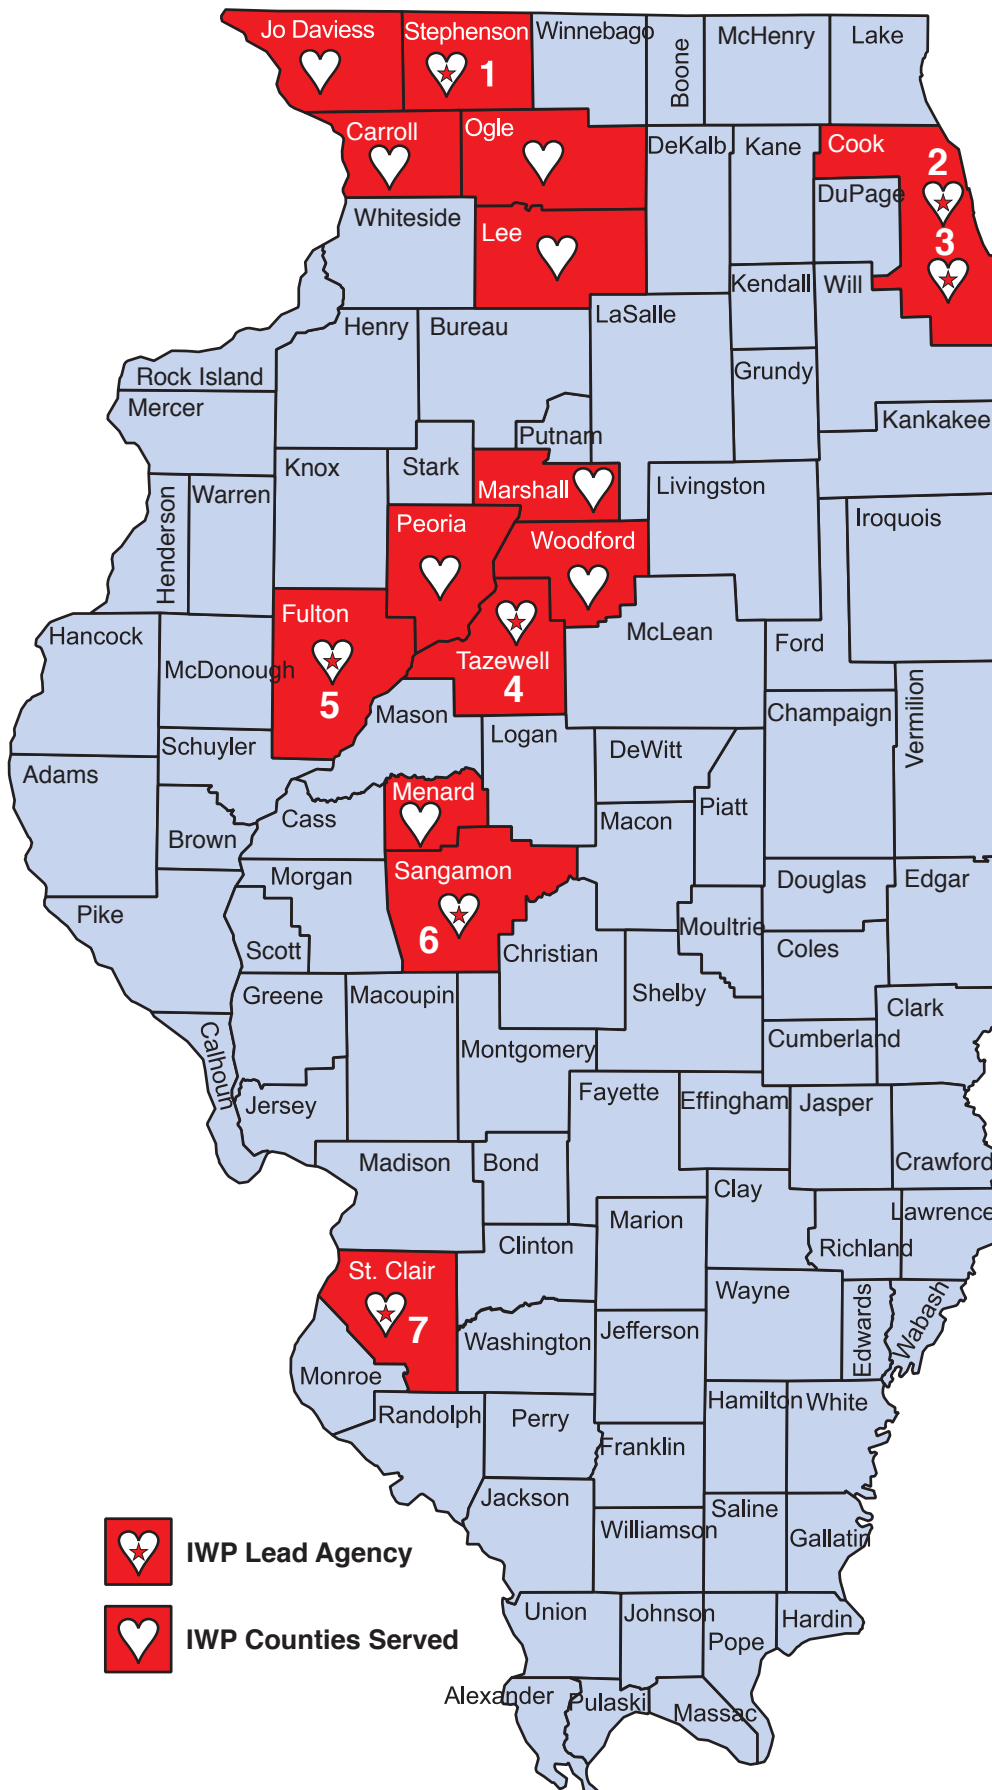 Jo Daviess
Stephenson
Winnebago
Boone
McHenry
Lake
1
Carroll
Ogle
DeKalb
Kane
Cook
2
DuPage
Whiteside
Lee
3
Kendall
Will
Henry
Bureau
LaSalle
Rock Island
Grundy
Mercer
Putnam
Kankakee
Knox
Stark
Henderson
Warren
Marshall
Livingston
Peoria
Woodford
Iroquois
Hancock
Fulton
McLean
Ford
McDonough
Tazewell
5
4
Mason
Champaign
Vermilion
Schuyler
Logan
DeWitt
Adams
Menard
Piatt
Cass
Macon
Brown
Morgan
Sangamon
Douglas
Edgar
Pike
6
Moultrie
Scott
Christian
Coles
Greene
Macoupin
Shelby
Clark
Calhoun
Montgomery
Cumberland
Jersey
Fayette
Effingham
Jasper
Madison
Bond
Crawford
Clay
Marion
Lawrence
Clinton
Richland
St. Clair
Wayne
Edwards
Wabash
7
Washington
Jefferson
Monroe
Randolph
Perry
Hamilton
White
Franklin
Jackson
Saline
Williamson
Gallatin
IWP Lead Agency
Union
Johnson
Hardin
IWP Counties Served
Pope
Alexander
Pulaski
Massac